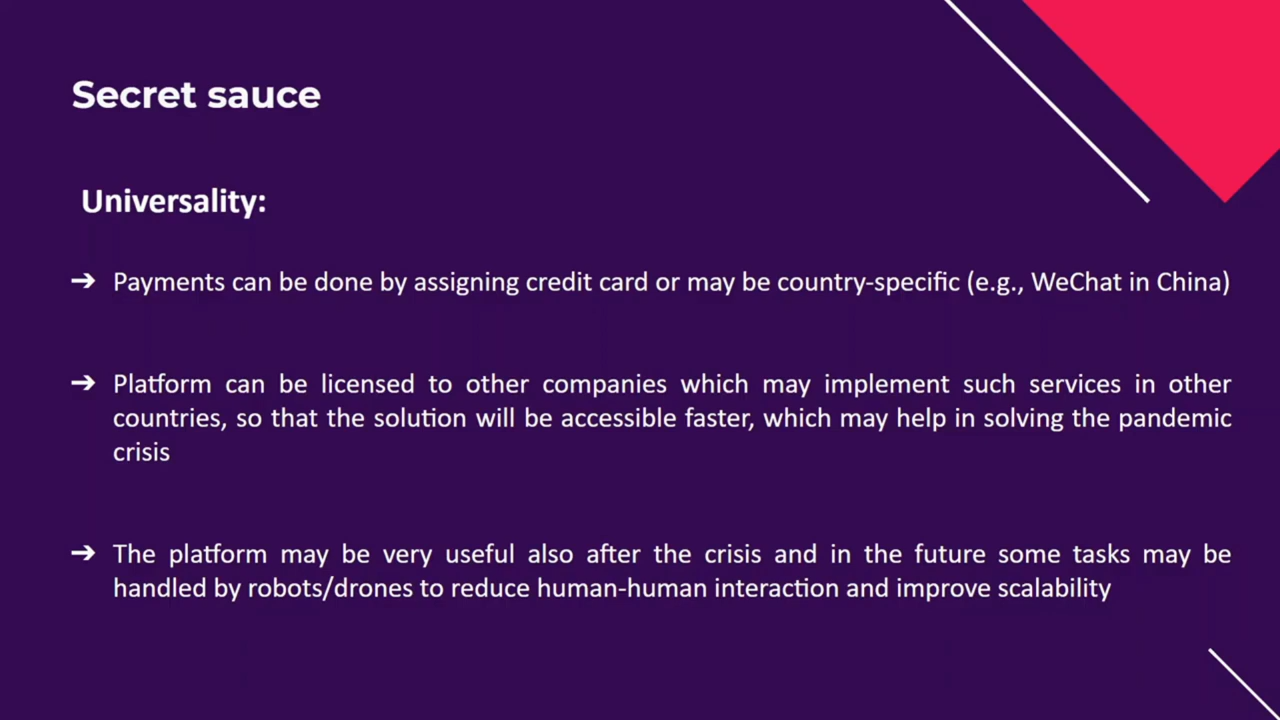 Secret sauce
Universality:
➔ Payments can be done by assigning credit card or may be country-specific (e.g., WeChat in China)
➔ Platform can be licensed to other companies which may implement such services in other
countries, so that the solution will be accessible faster, which may help in solving the pandemic
crisis
➔ The platform may be very useful also after the crisis and in the future some tasks may be
handled by robots/drones to reduce human-human interaction and improve scalability